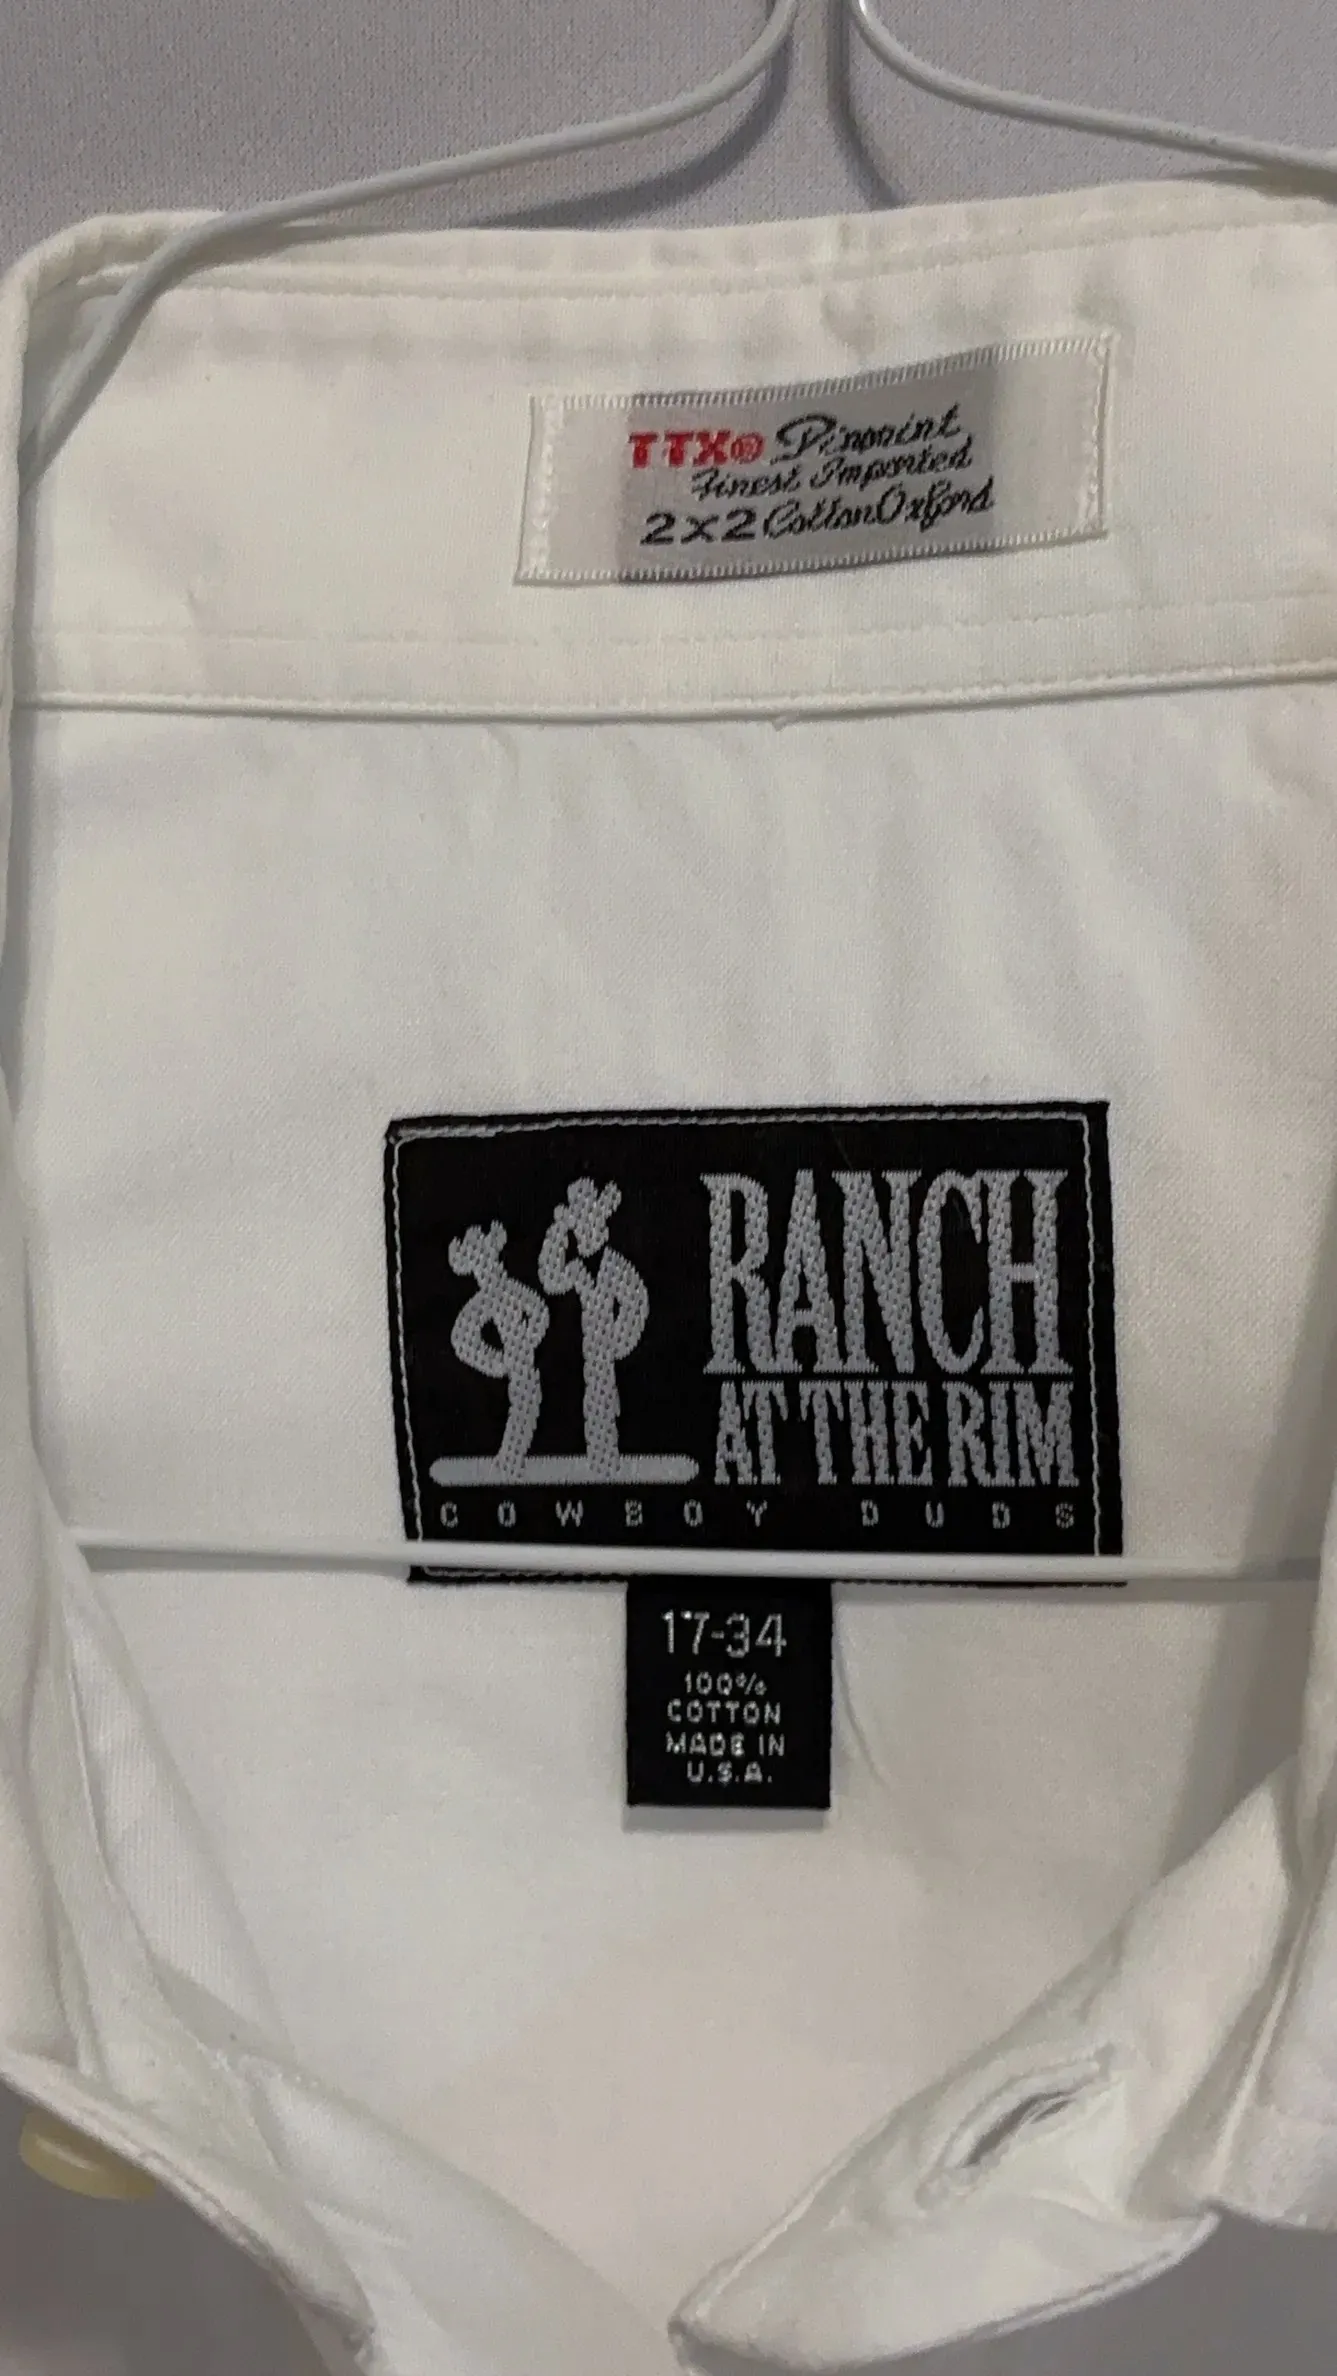 TTX® Pinpoint
Finest Imported
2x2 Cotton Oxford
RANCH
AT THE RIM
COWBOY DUDS
17-34
100%
COTTON
MADE IN
U.S.A.